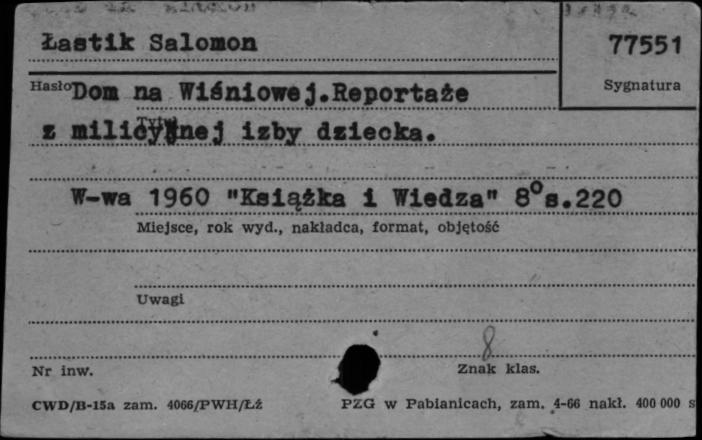 Łastik Salomon
77551
Hasło
Sygnatura
Dom na Wiśniowej.Reportaże
z milicyjnej izby dziecka.
Tytuł
W-wa 1960 "Książka i Wiedza" 8° s.220
Miejsce, rok wyd., nakładca, format, objętość
Uwagi
8
Nr inw.
Znak klas.
CWD/B-15a zam. 4066/PWH/Łź
PZG w Pabianicach, zam. 4-66 nakł. 400 000 s